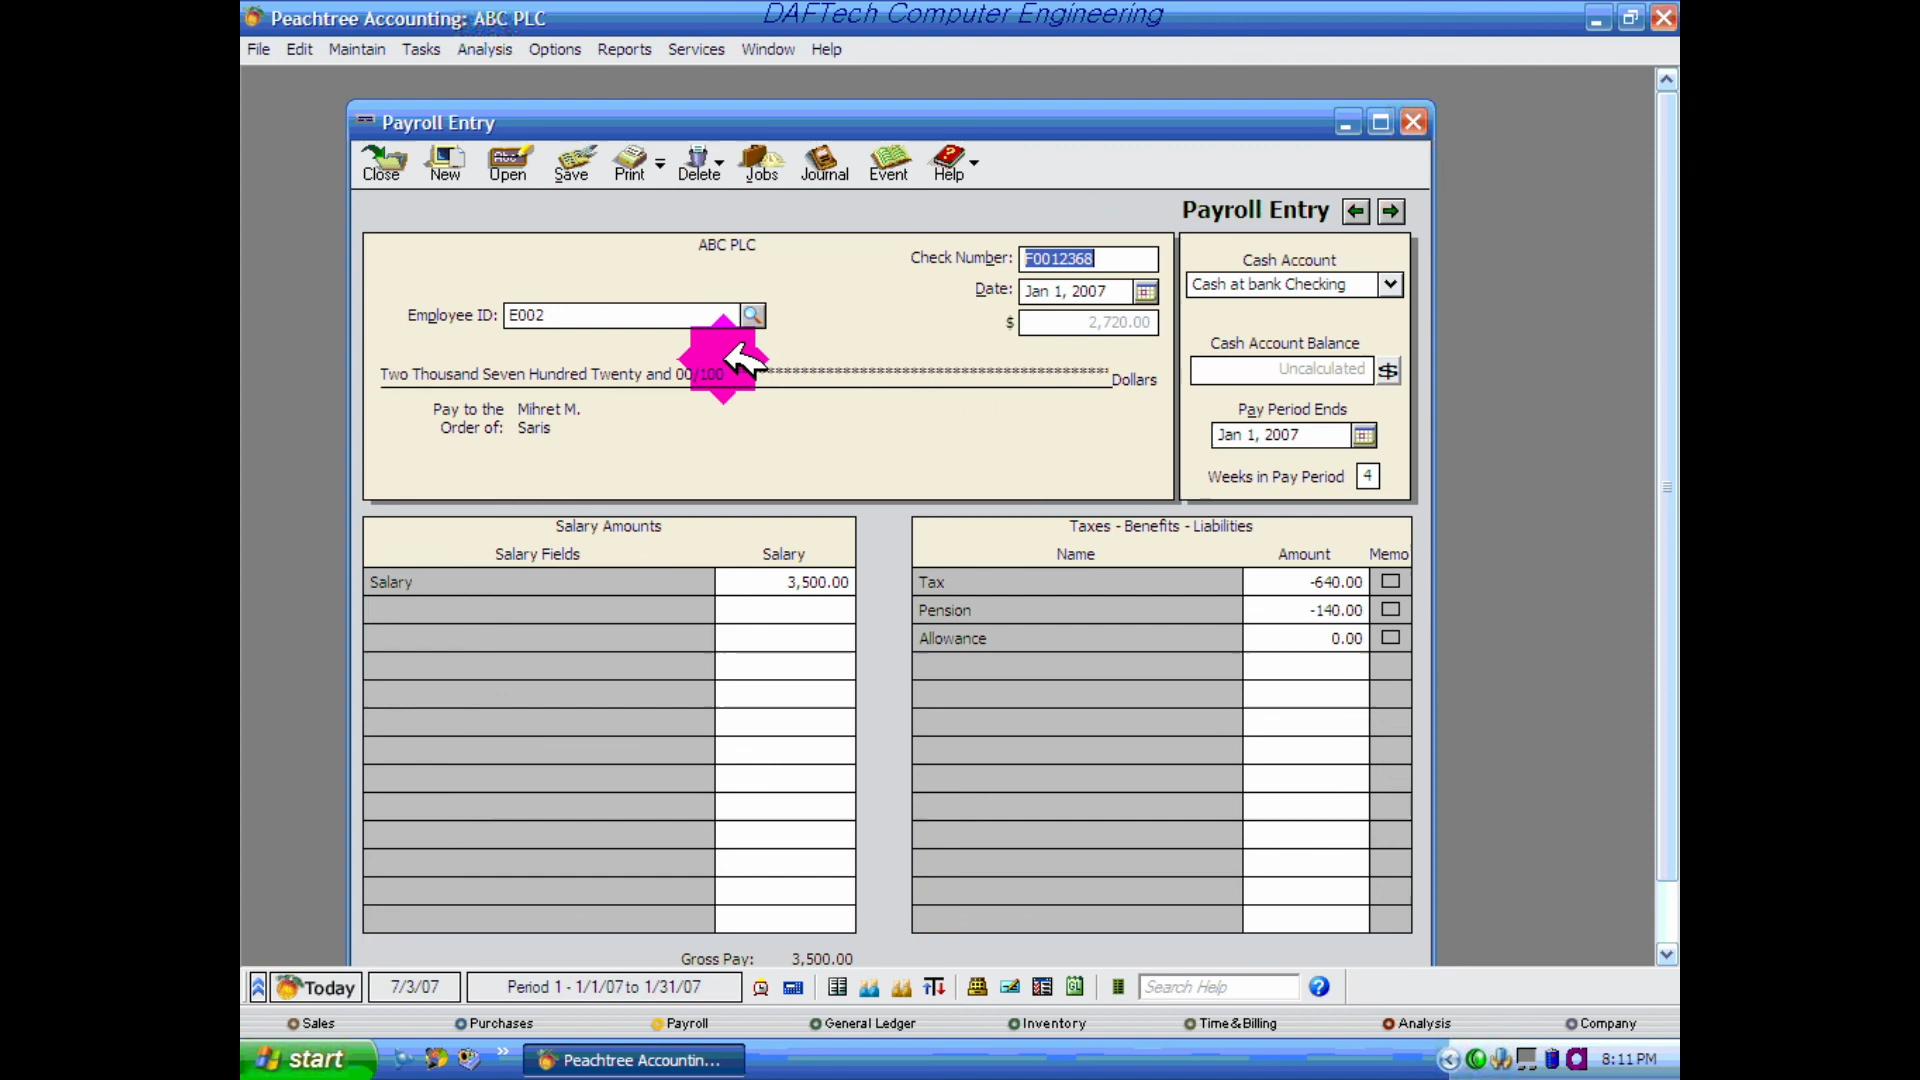 Peachtree Accounting: ABC PLC
DAFTech Computer Engineering
File Edit Maintain Tasks Analysis Options Reports Services Window Help
Payroll Entry
Close New Open Save Print Delete Jobs Journal Event Help
Payroll Entry
ABC PLC
Check Number: F0012368
Date: Jan 1, 2007
Employee ID: E002
$ 2,720.00
Two Thousand Seven Hundred Twenty and 00/100
Dollars
Pay to the Order of: Mihret M.
Saris
Cash Account
Cash at bank Checking
Cash Account Balance
Uncalculated
Pay Period Ends
Jan 1, 2007
Weeks in Pay Period 4
Salary Amounts
Salary Fields Salary
Salary 3,500.00
Taxes - Benefits - Liabilities
Name Amount Memo
Tax -640.00
Pension -140.00
Allowance 0.00
Gross Pay: 3,500.00
Today 7/3/07 Period 1 - 1/1/07 to 1/31/07 GL Search Help
Sales Purchases Payroll General Ledger Inventory Time & Billing Analysis Company
start Peachtree Accountin... 8:11 PM